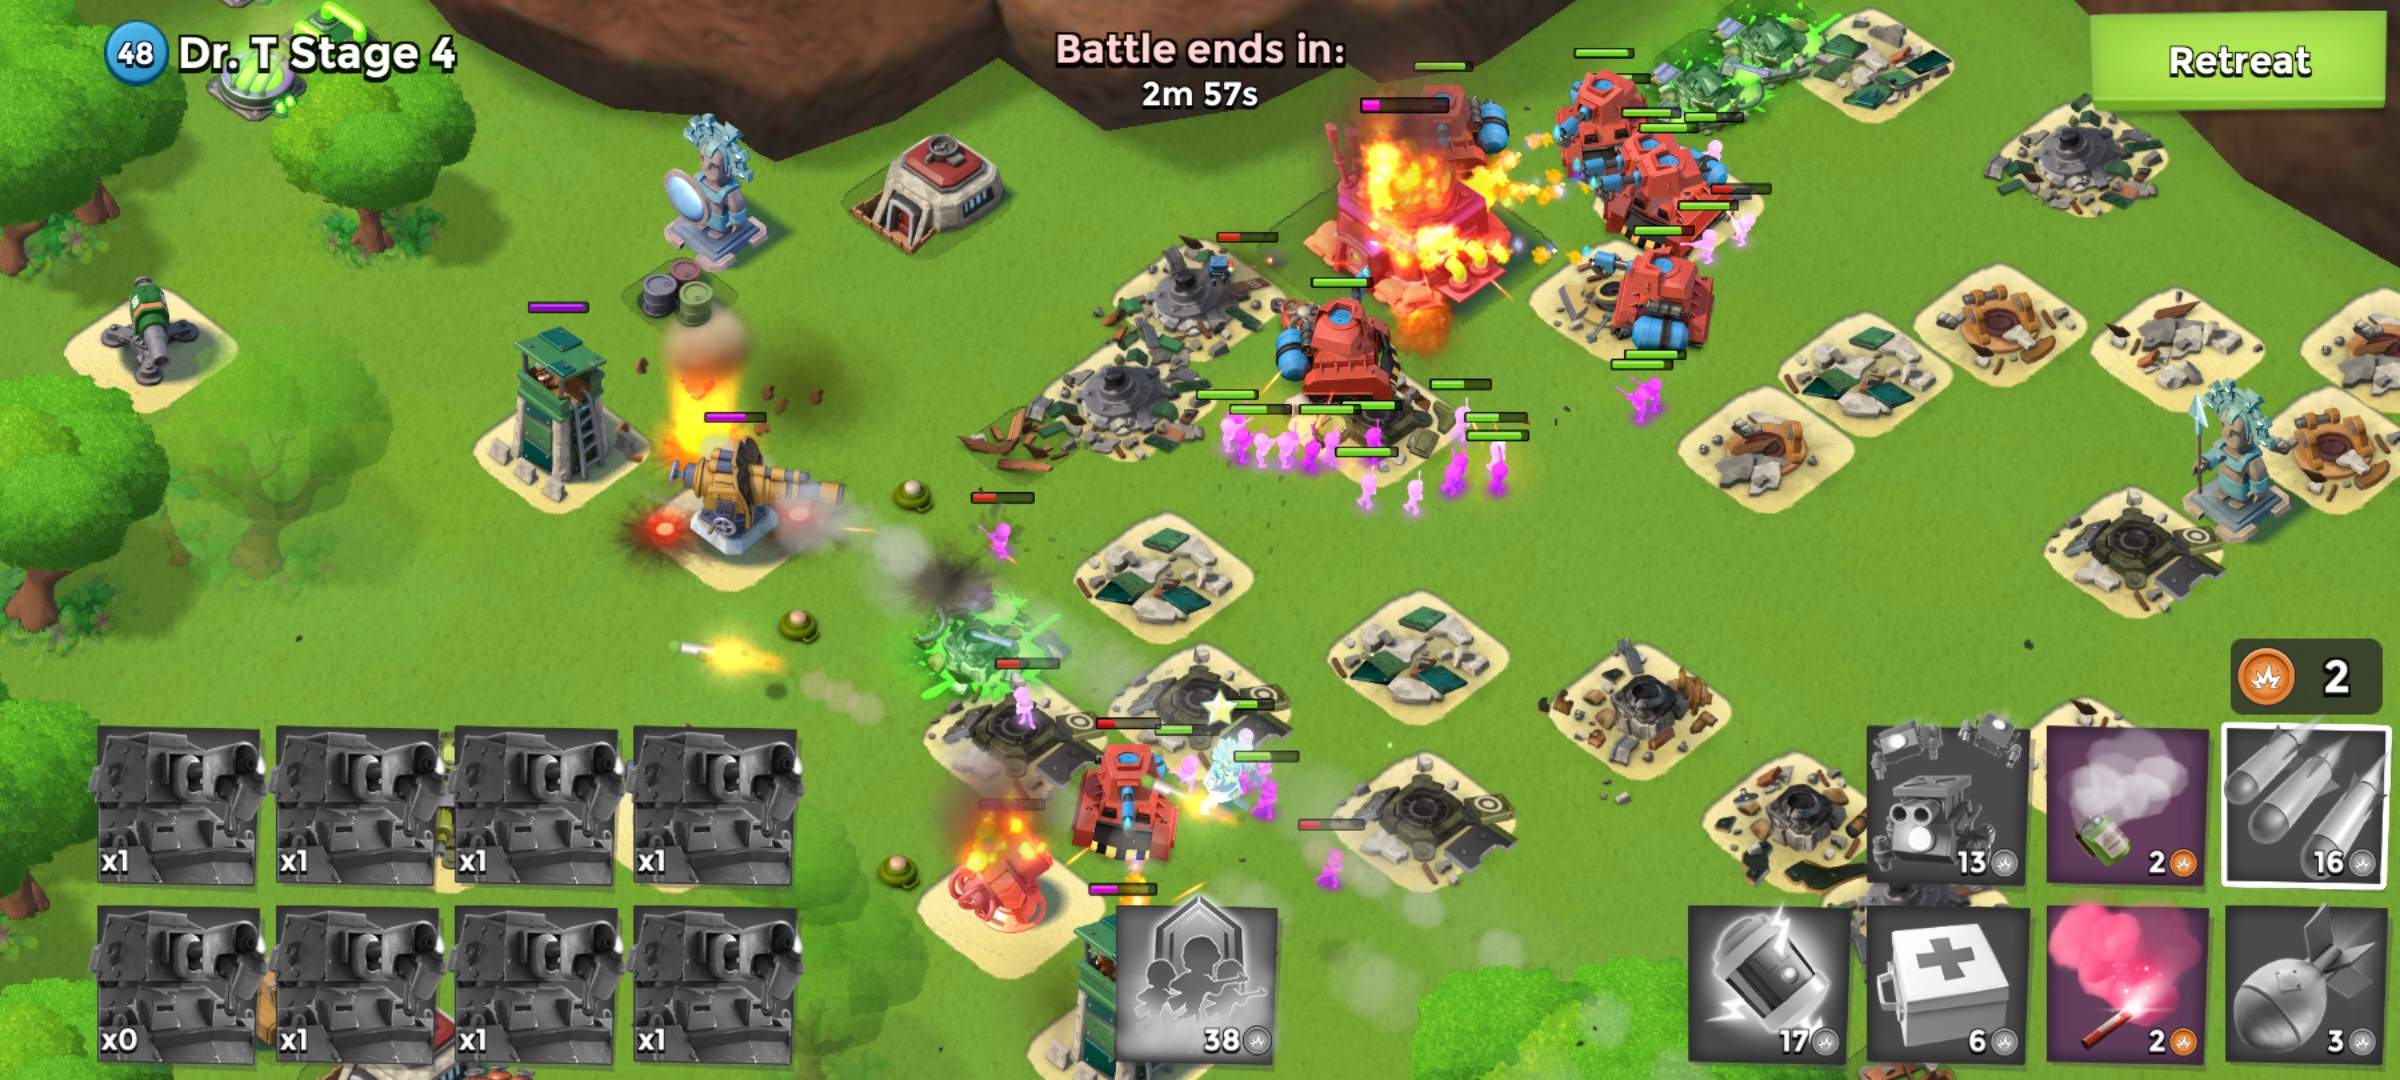 48 Dr. T Stage 4
Battle ends in:
2m 57s
Retreat
2
x1 x1 x1 x1
13 2 16
x0 x1 x1 x1
38 17 6 2 3